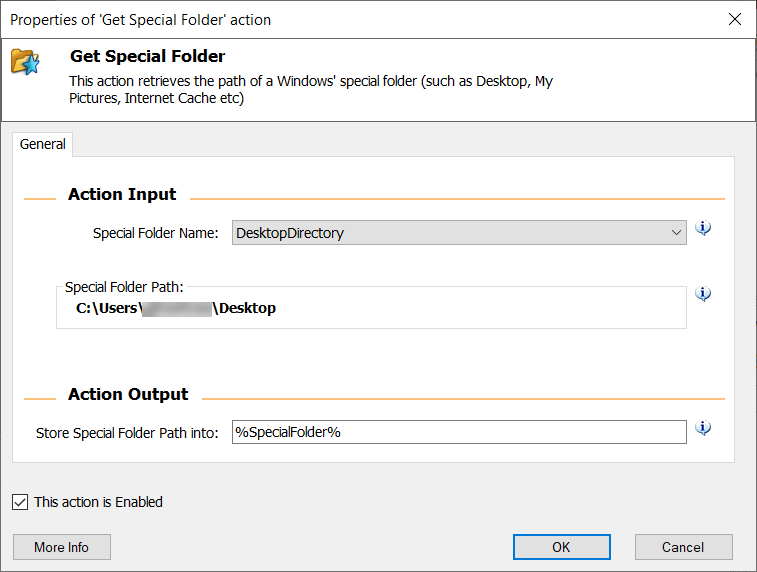 Properties of 'Get Special Folder' action
Get Special Folder
This action retrieves the path of a Windows' special folder (such as Desktop, My
Pictures, Internet Cache etc)
General
Action Input
Special Folder Name: DesktopDirectory
Special Folder Path:
C:\Users\ \Desktop
Action Output
Store Special Folder Path into: %SpecialFolder%
This action is Enabled
More Info OK Cancel